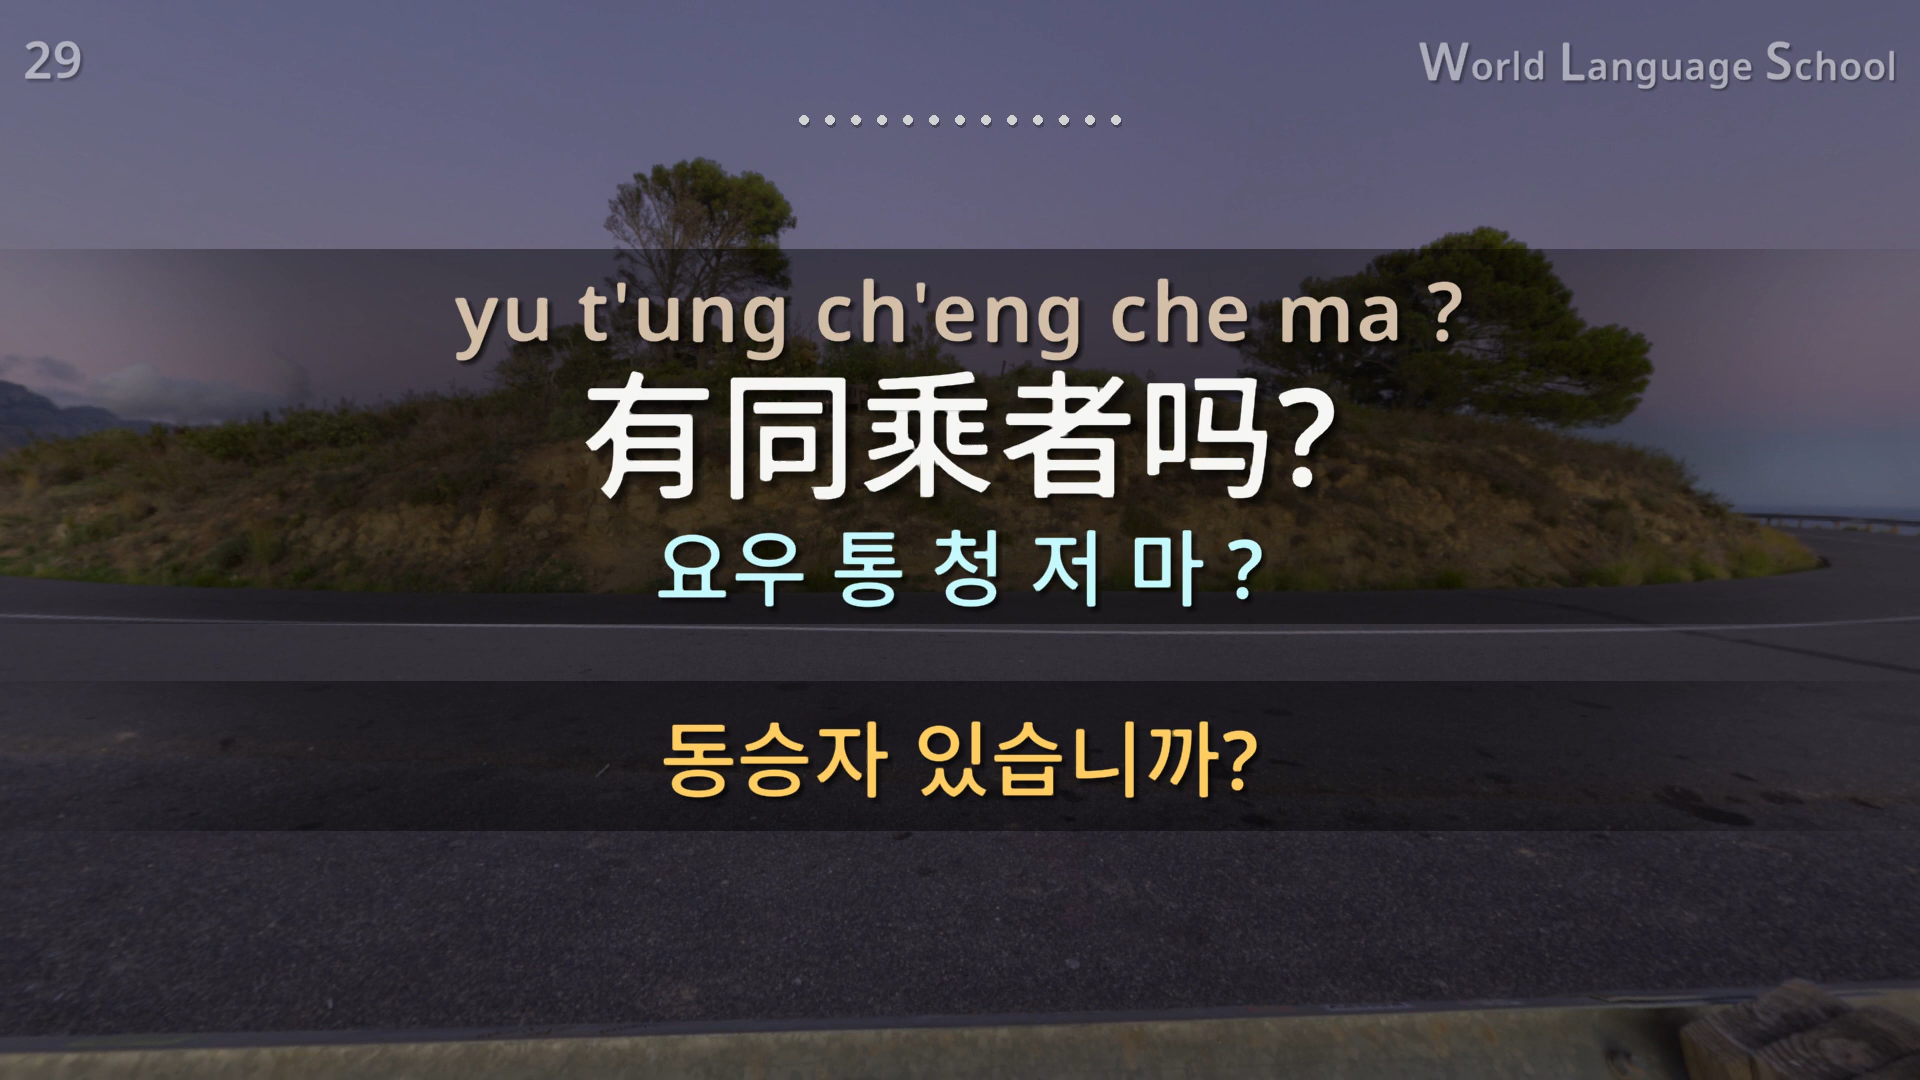 29
World Language School
yu t'ung ch'eng che ma ?
有同乘者吗?
요우 통 청 저 마 ?
동승자 있습니까?